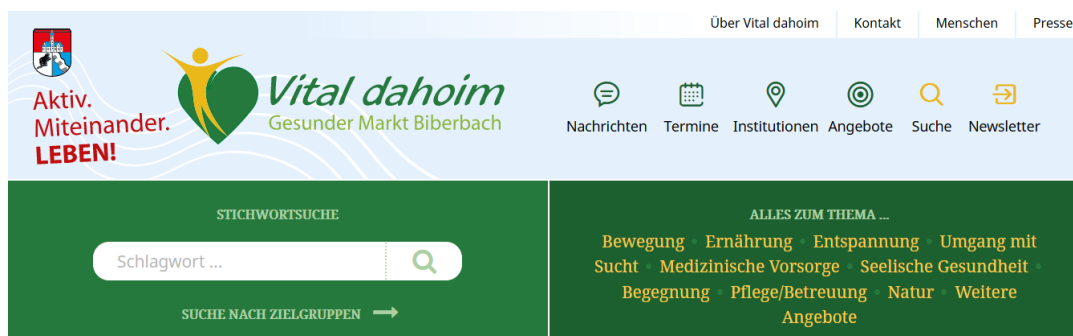 Über Vital dahoim Kontakt Menschen Presse
Aktiv.
Miteinander.
LEBEN!
Vital dahoim
Gesunder Markt Biberbach
Nachrichten Termine Institutionen Angebote Suche Newsletter
STICHWORTSUCHE
Schlagwort ...
SUCHE NACH ZIELGRUPPEN
ALLES ZUM THEMA ...
Bewegung • Ernährung • Entspannung • Umgang mit
Sucht • Medizinische Vorsorge • Seelische Gesundheit •
Begegnung • Pflege/Betreuung • Natur • Weitere
Angebote